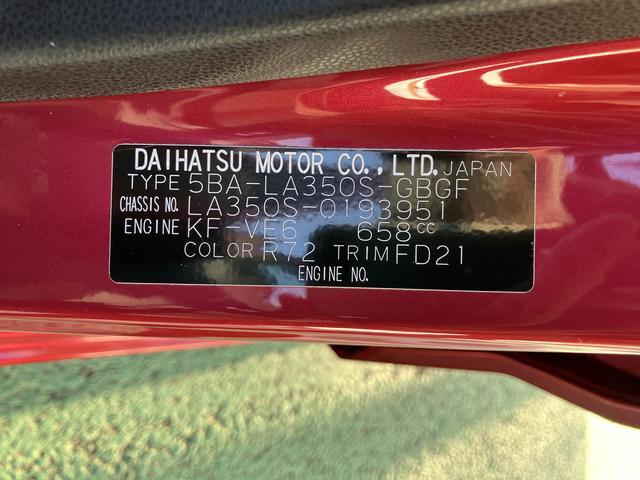 DAIHATSU MOTOR CO., LTD. JAPAN
TYPE 5BA-LA350S-GBGF
CHASSIS NO. LA350S-0193951
ENGINE KF-VE6 658cc
COLOR R72 TRIM FD21
ENGINE NO.